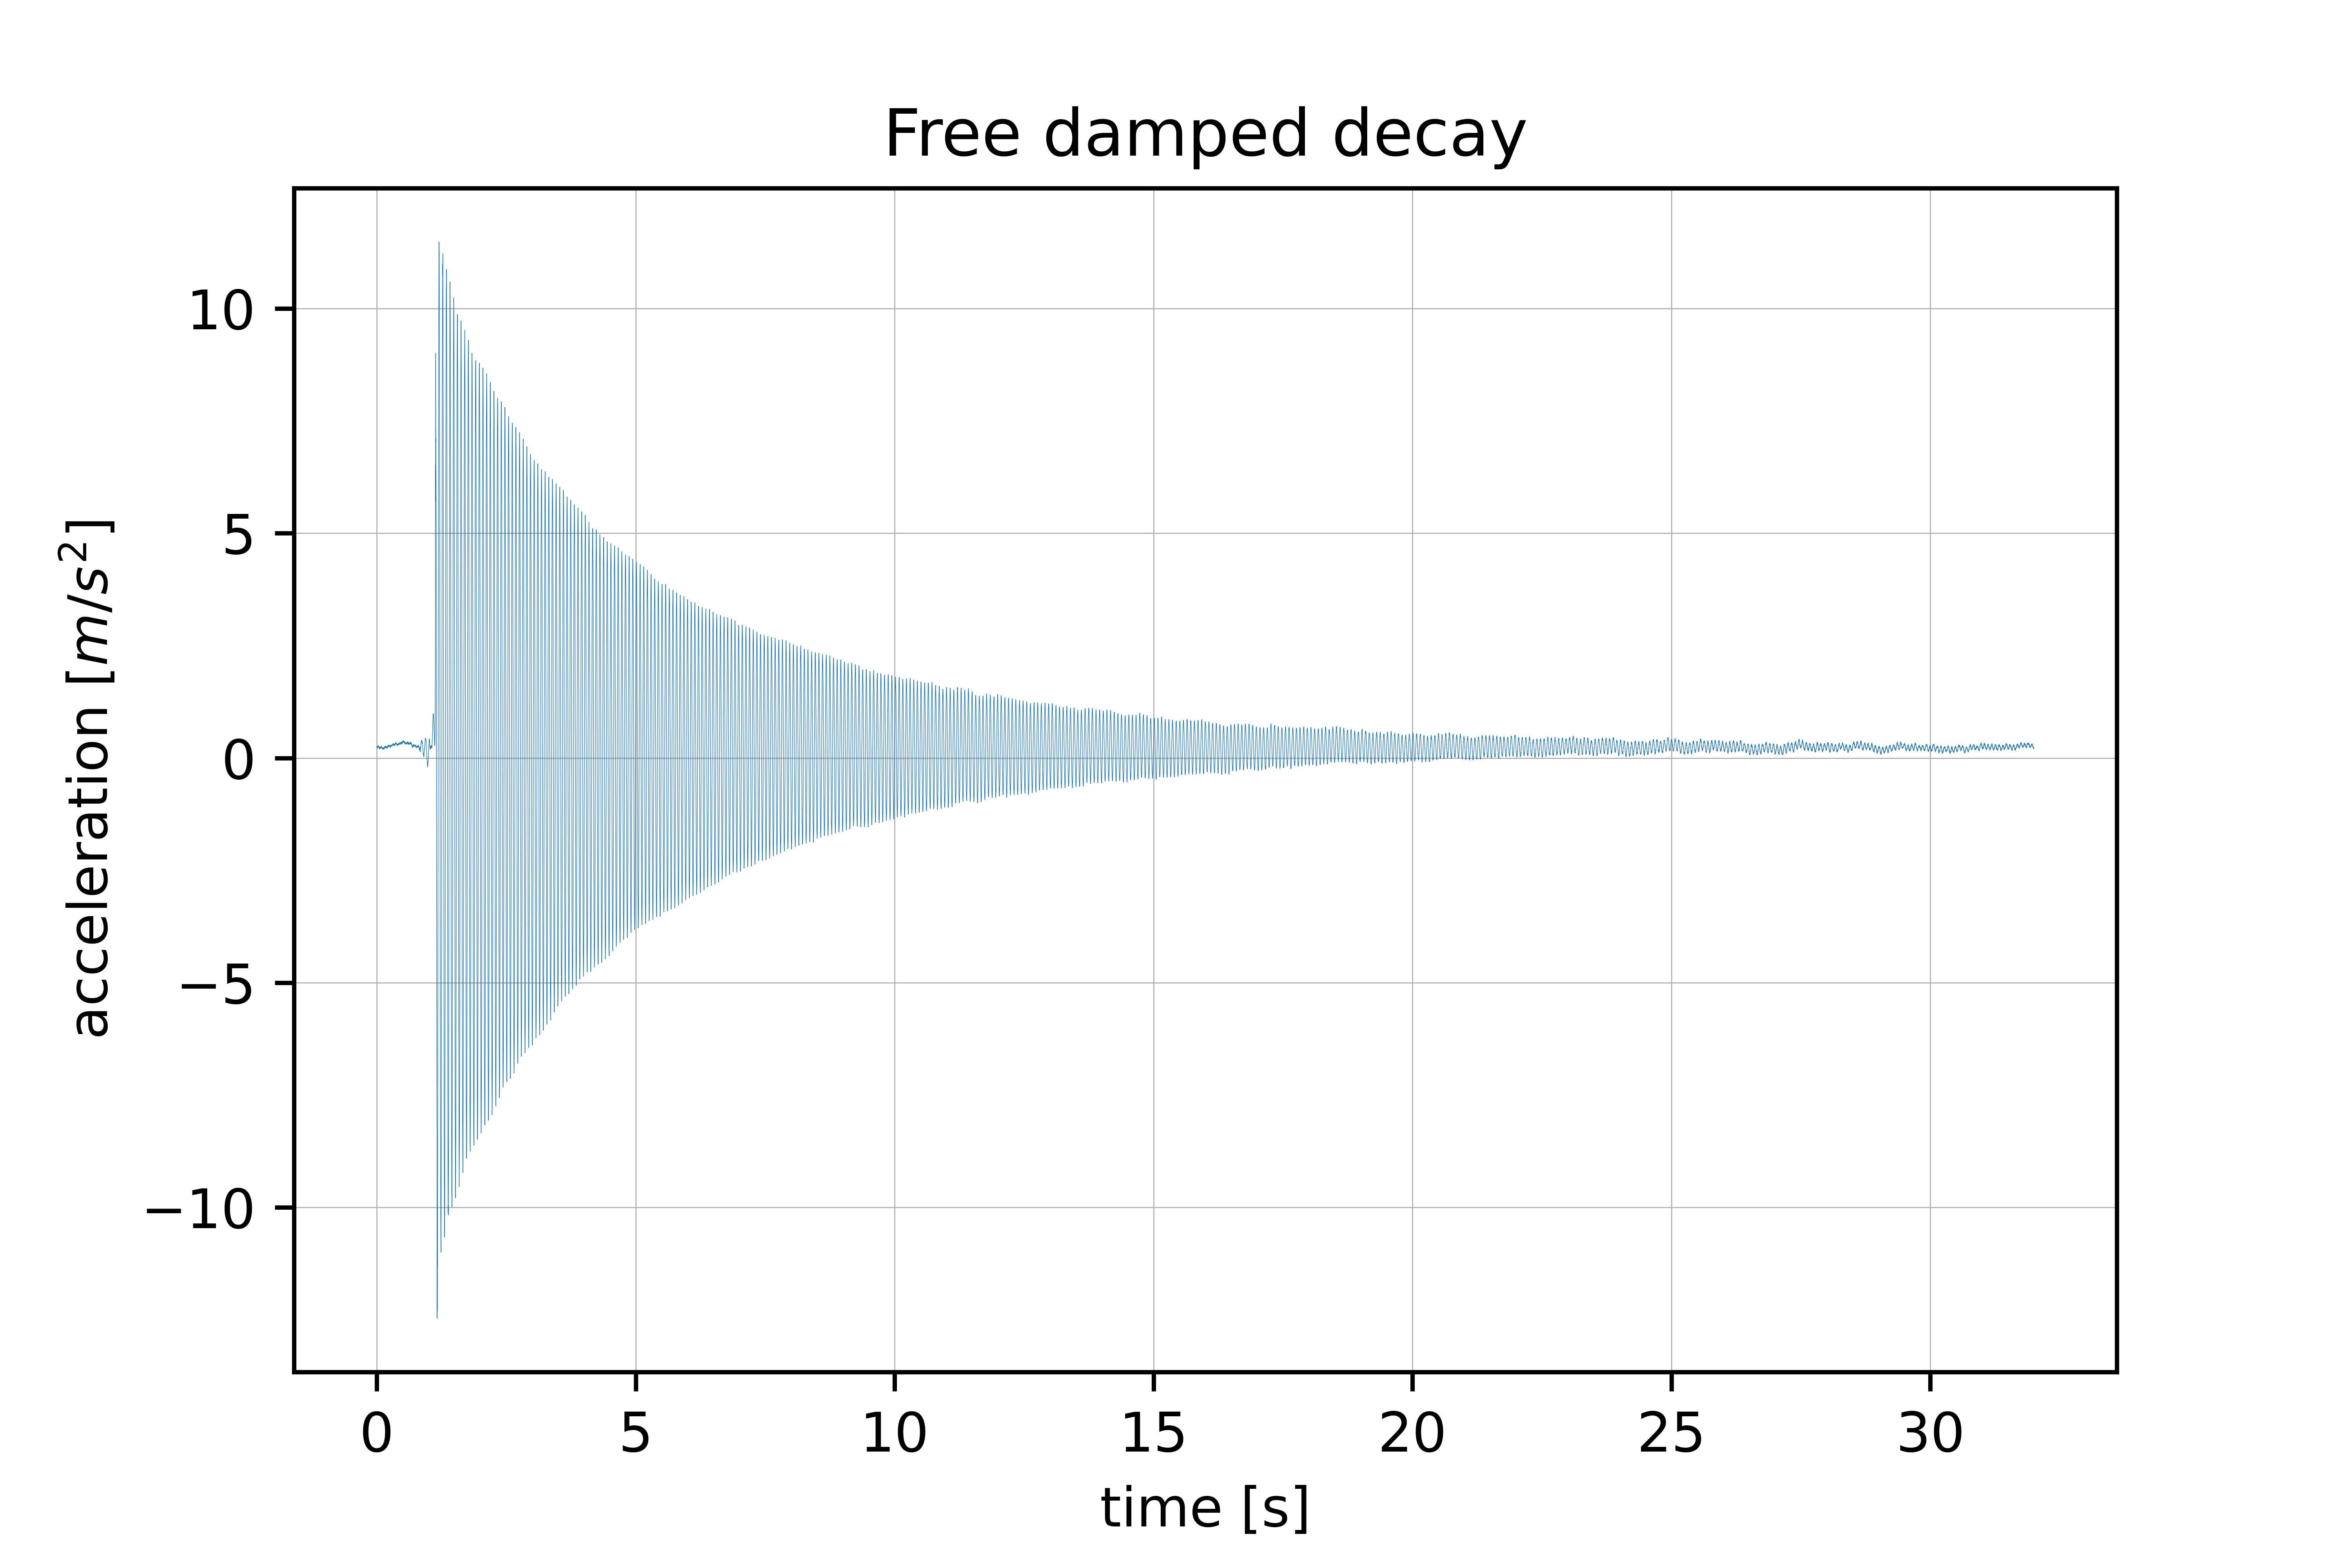 Free damped decay
acceleration [m/s²]
10
5
0
−5
−10
0 5 10 15 20 25 30
time [s]